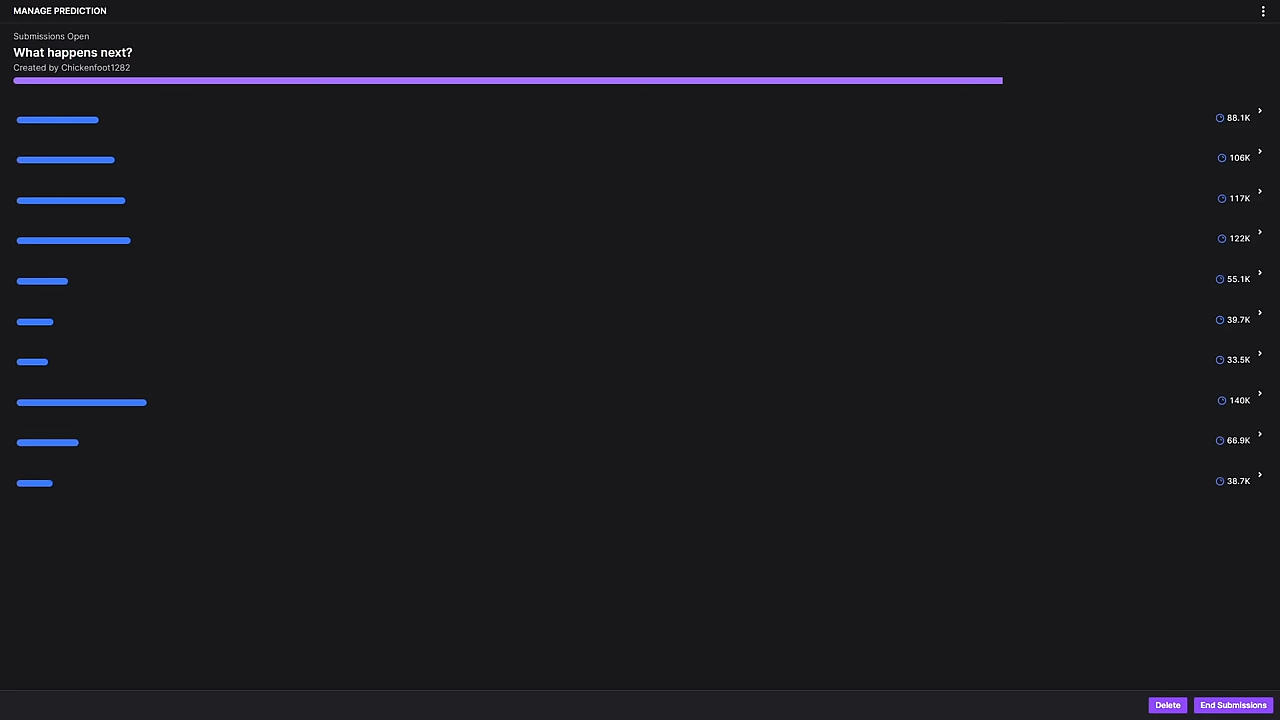 MANAGE PREDICTION
Submissions Open
What happens next?
Created by Chickenfoot1282
88.1K
106K
117K
122K
55.1K
39.7K
33.5K
140K
66.9K
38.7K
Delete End Submissions